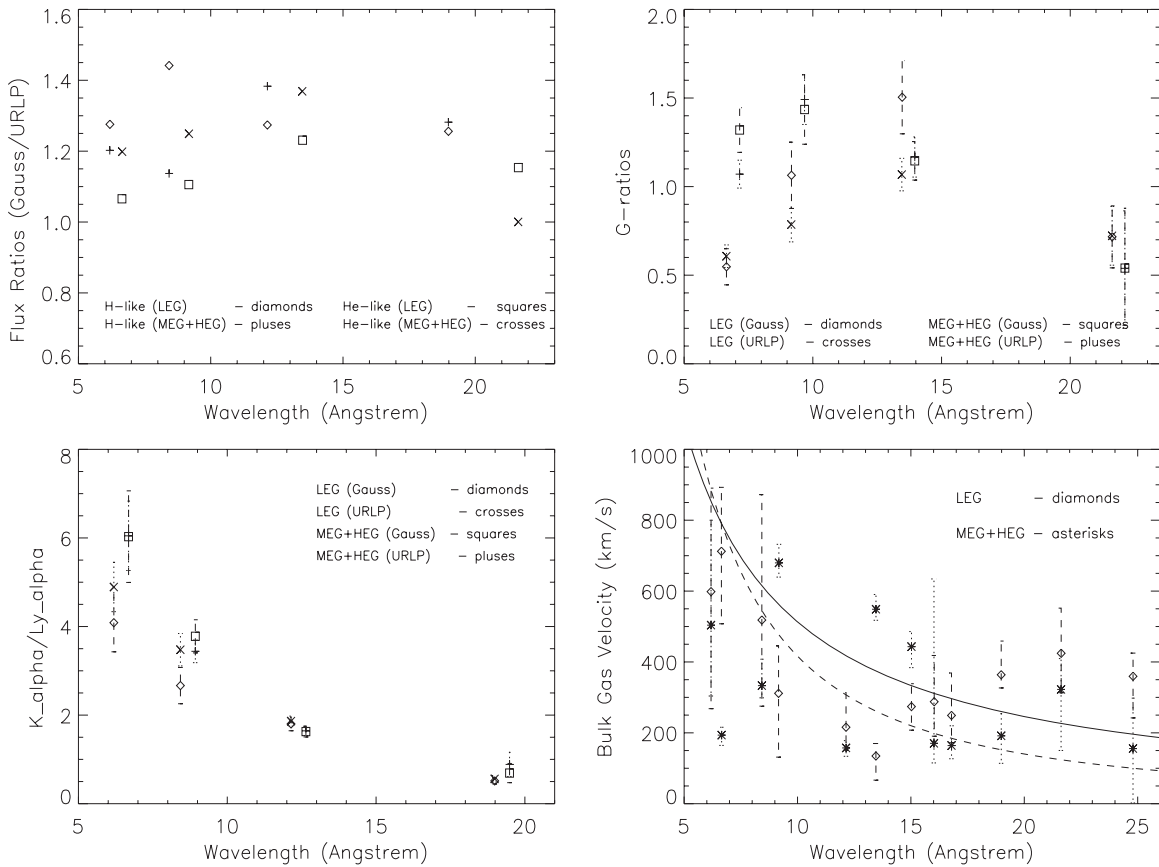 1.6
1.4
1.2
1.0
0.8
0.6
Flux Ratios (Gauss/URLP)
H-like (LEG) - diamonds
H-like (MEG+HEG) - pluses
He-like (LEG) - squares
He-like (MEG+HEG) - crosses
5 10 15 20
Wavelength (Angstrem)
2.0
1.5
1.0
0.5
0.0
G-ratios
LEG (Gauss) - diamonds
LEG (URLP) - crosses
MEG+HEG (Gauss) - squares
MEG+HEG (URLP) - pluses
5 10 15 20
Wavelength (Angstrem)
8
6
4
2
0
K_alpha/Ly_alpha
LEG (Gauss) - diamonds
LEG (URLP) - crosses
MEG+HEG (Gauss) - squares
MEG+HEG (URLP) - pluses
5 10 15 20
Wavelength (Angstrem)
1000
800
600
400
200
0
Bulk Gas Velocity (km/s)
LEG - diamonds
MEG+HEG - asterisks
5 10 15 20 25
Wavelength (Angstrem)